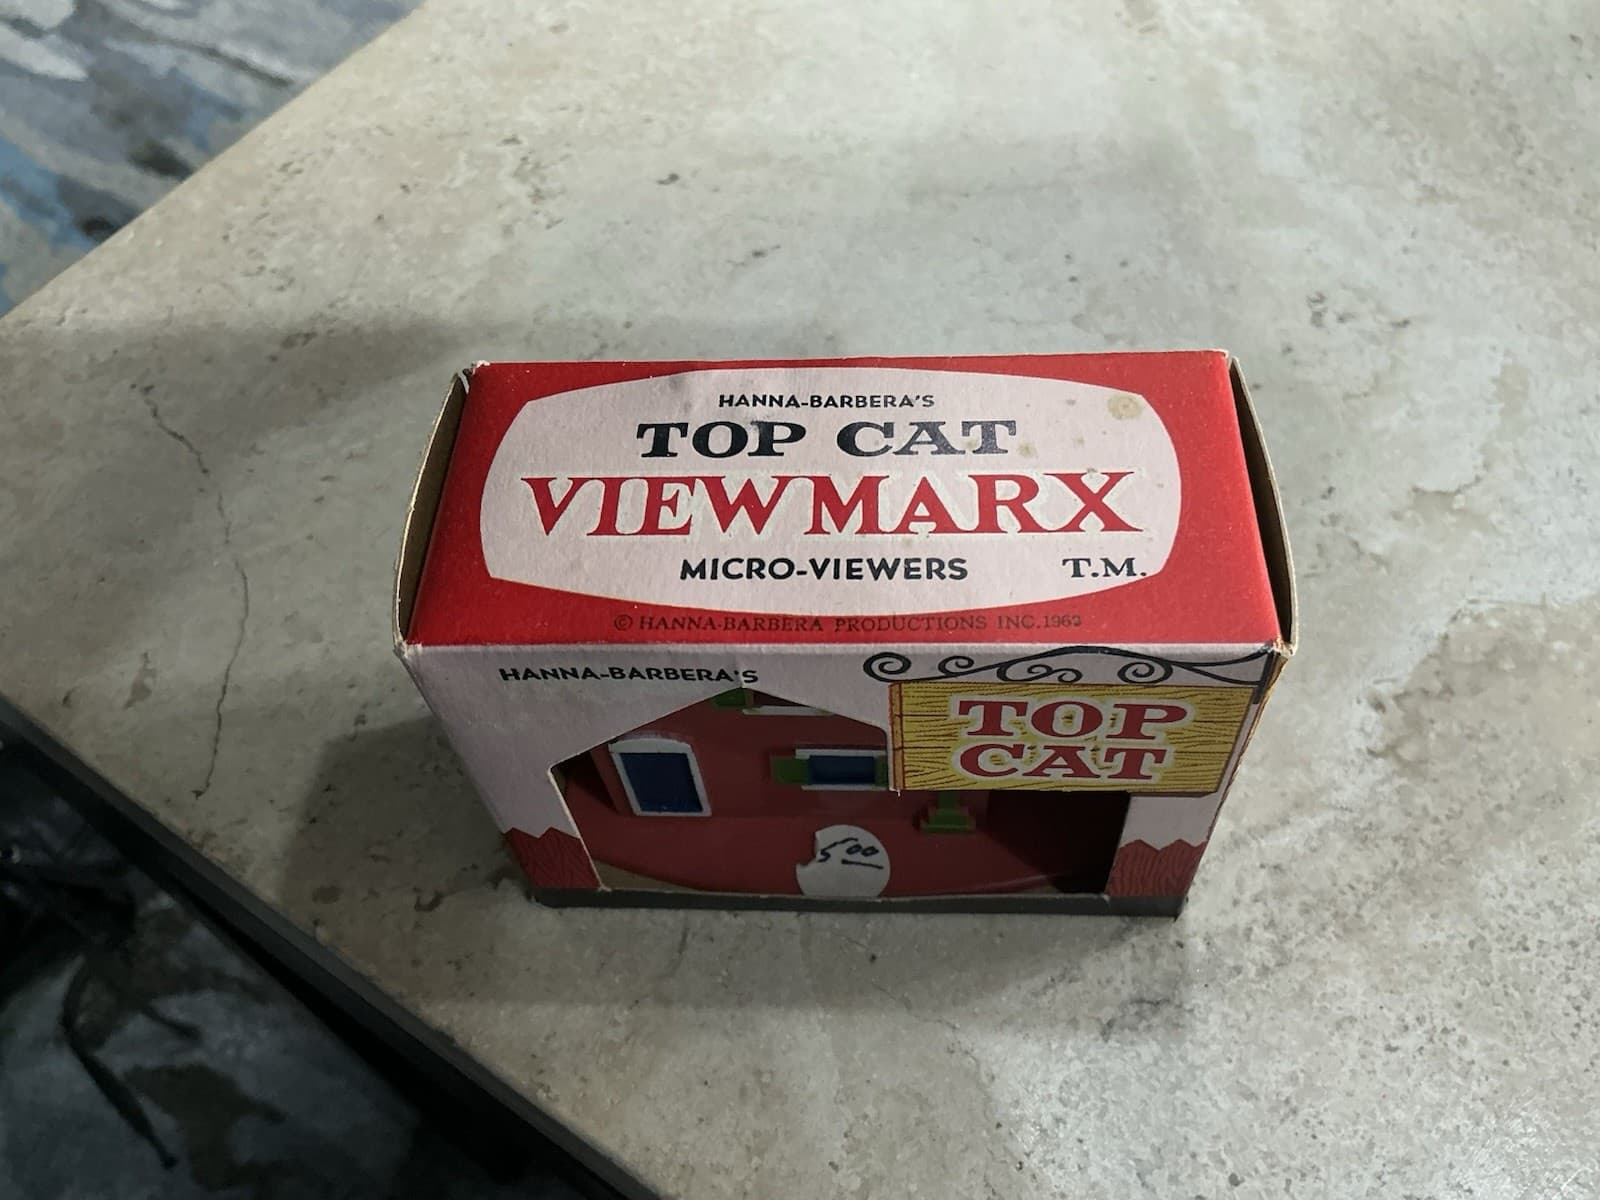 HANNA-BARBERA'S
TOP CAT
VIEWMARX
MICRO-VIEWERS T.M.
© HANNA-BARBERA PRODUCTIONS INC. 1963
HANNA-BARBERA'S
TOP
CAT
5 00